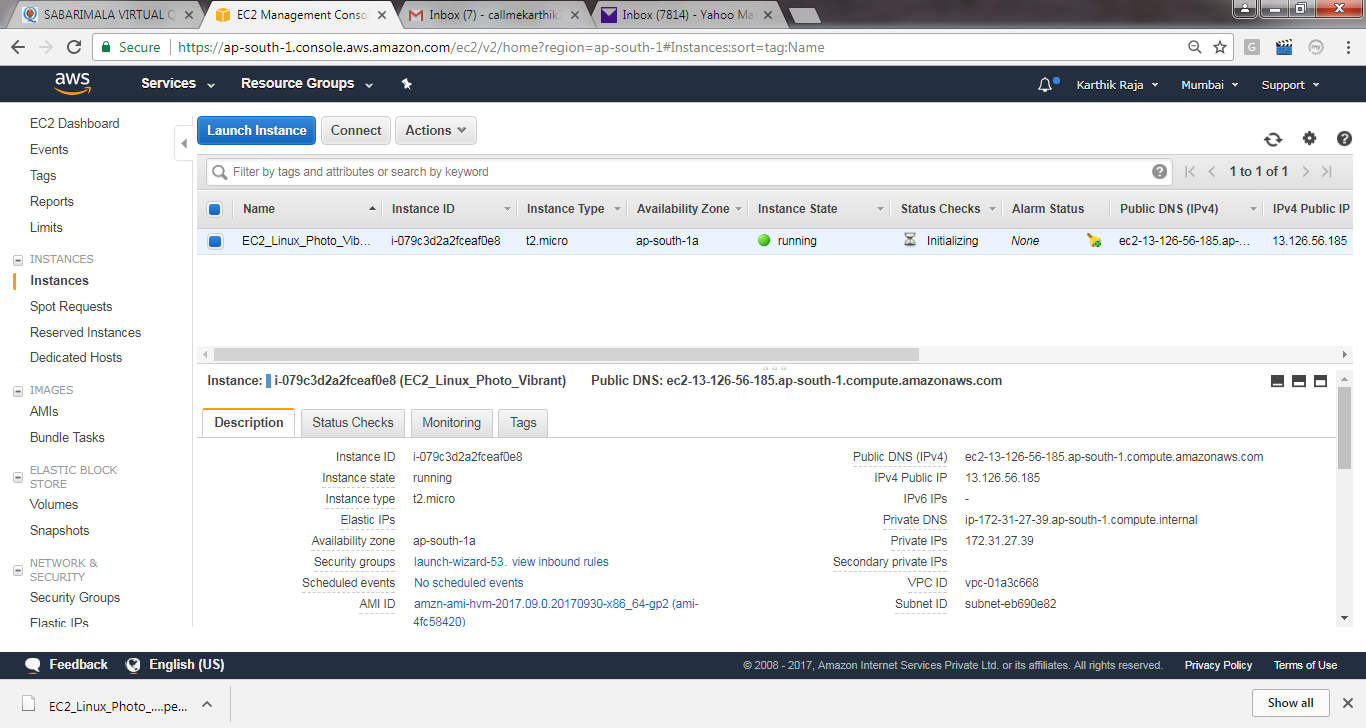 SABARIMALA VIRTUAL Q
EC2 Management Conso
Inbox (7) - callmekarthik
Inbox (7814) - Yahoo Ma
Secure https://ap-south-1.console.aws.amazon.com/ec2/v2/home?region=ap-south-1#Instances:sort=tag:Name
G my
aws Services Resource Groups Karthik Raja Mumbai Support
EC2 Dashboard
Events
Tags
Reports
Limits
INSTANCES
Instances
Spot Requests
Reserved Instances
Dedicated Hosts
IMAGES
AMIs
Bundle Tasks
ELASTIC BLOCK
STORE
Volumes
Snapshots
NETWORK &
SECURITY
Security Groups
Elastic IPs
Launch Instance Connect Actions
Filter by tags and attributes or search by keyword 1 to 1 of 1
Name Instance ID Instance Type Availability Zone Instance State Status Checks Alarm Status Public DNS (IPv4) IPv4 Public IP
EC2_Linux_Photo_Vib... i-079c3d2a2fceaf0e8 t2.micro ap-south-1a running Initializing None ec2-13-126-56-185.ap-... 13.126.56.185
Instance: i-079c3d2a2fceaf0e8 (EC2_Linux_Photo_Vibrant) Public DNS: ec2-13-126-56-185.ap-south-1.compute.amazonaws.com
Description Status Checks Monitoring Tags
Instance ID i-079c3d2a2fceaf0e8
Instance state running
Instance type t2.micro
Elastic IPs
Availability zone ap-south-1a
Security groups launch-wizard-53. view inbound rules
Scheduled events No scheduled events
AMI ID amzn-ami-hvm-2017.09.0.20170930-x86_64-gp2 (ami-
4fc58420)
Public DNS (IPv4) ec2-13-126-56-185.ap-south-1.compute.amazonaws.com
IPv4 Public IP 13.126.56.185
IPv6 IPs -
Private DNS ip-172-31-27-39.ap-south-1.compute.internal
Private IPs 172.31.27.39
Secondary private IPs
VPC ID vpc-01a3c668
Subnet ID subnet-eb690e82
Feedback English (US) © 2008 - 2017, Amazon Internet Services Private Ltd. or its affiliates. All rights reserved. Privacy Policy Terms of Use
EC2_Linux_Photo_....pe... Show all